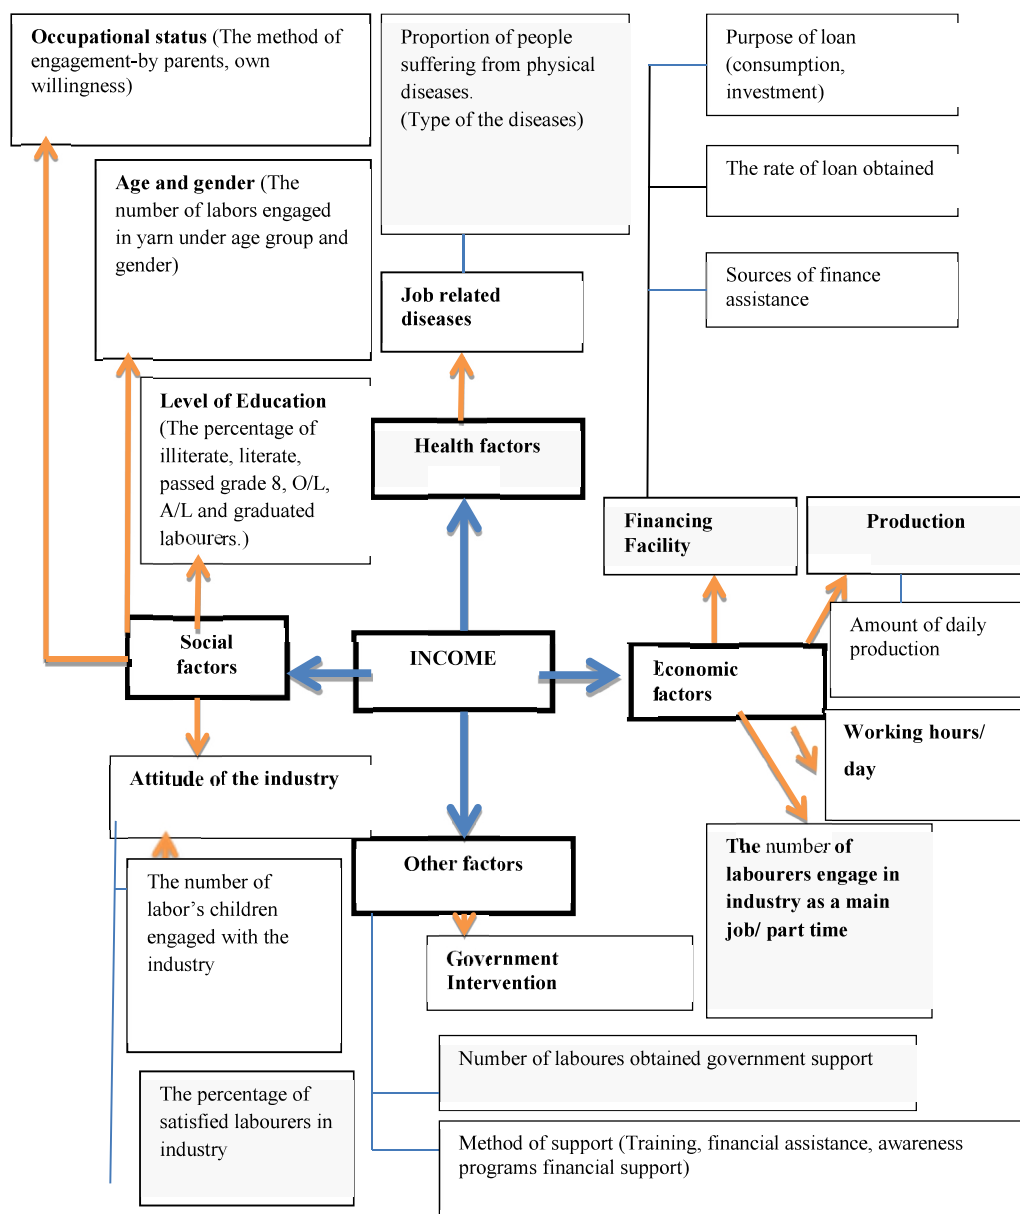 Occupational status (The method of
engagement-by parents, own
willingness)
Proportion of people
suffering from physical
diseases.
(Type of the diseases)
Purpose of loan
(consumption,
investment)
The rate of loan obtained
Age and gender (The
number of labors engaged
in yarn under age group and
gender)
Sources of finance
assistance
Job related
diseases
Level of Education
(The percentage of
illiterate, literate,
passed grade 8, O/L,
A/L and graduated
labourers.)
Health factors
Financing
Facility
Production
Amount of daily
production
Social
factors
INCOME
Economic
factors
Working hours/
day
Attitude of the industry
The number of
labourers engage in
industry as a main
job/ part time
Other factors
The number of
labor’s children
engaged with the
industry
Government
Intervention
Number of laboures obtained government support
The percentage of
satisfied labourers in
industry
Method of support (Training, financial assistance, awareness
programs financial support)